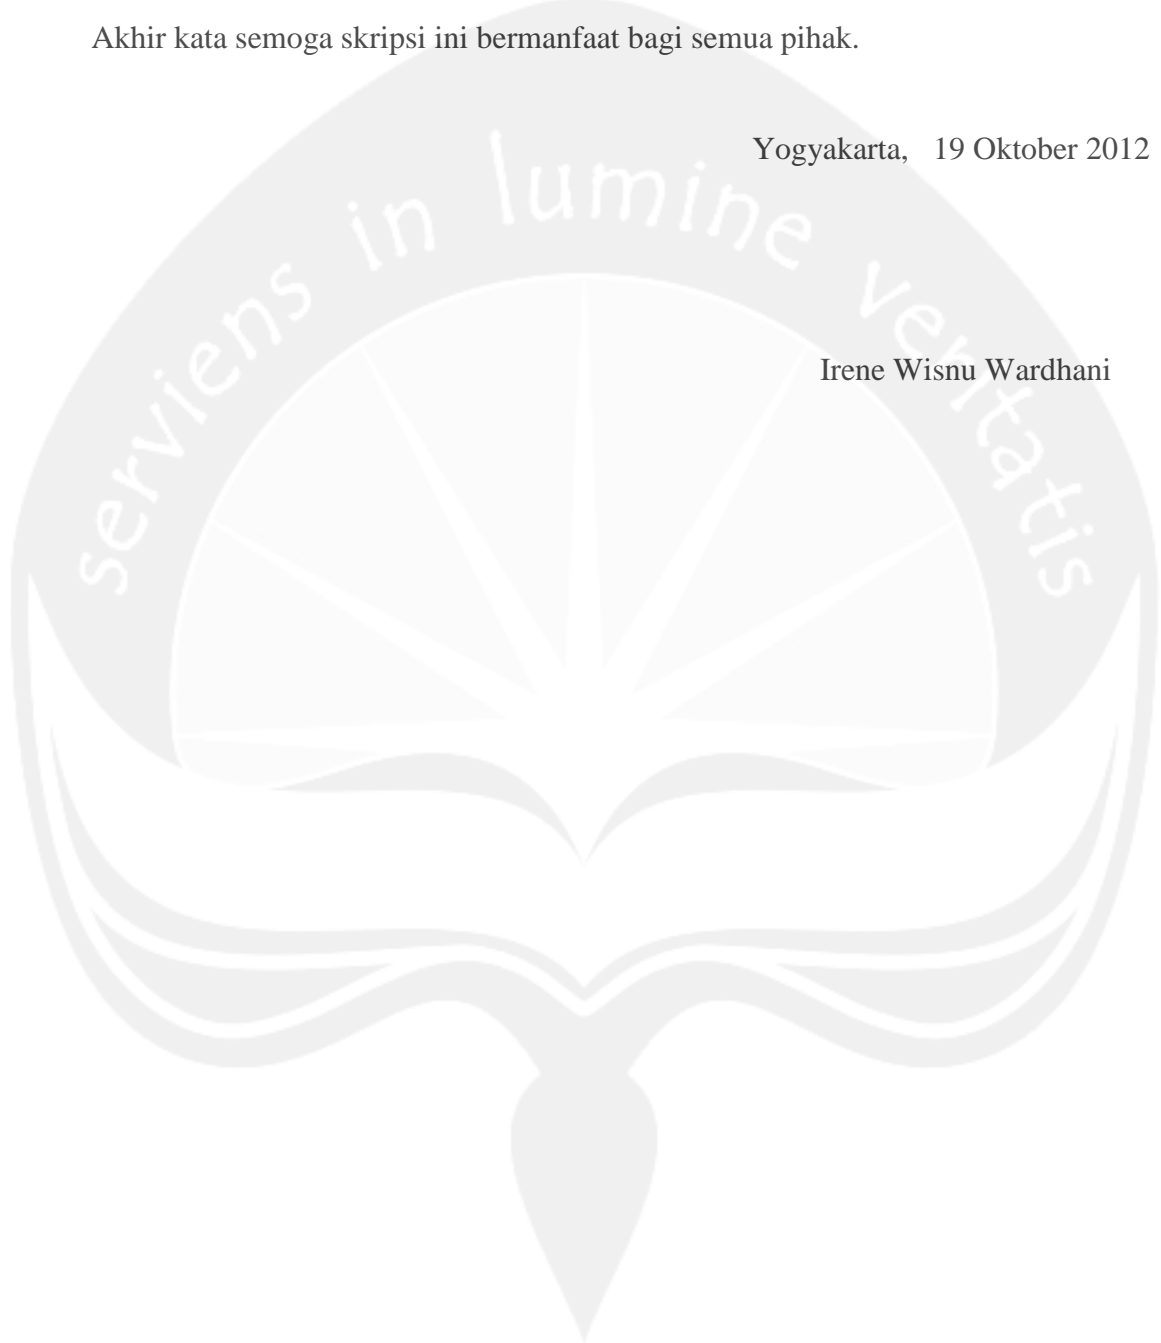 Akhir kata semoga skripsi ini bermanfaat bagi semua pihak.
Yogyakarta,   19 Oktober 2012
serviens in lumine veritatis
Irene Wisnu Wardhani